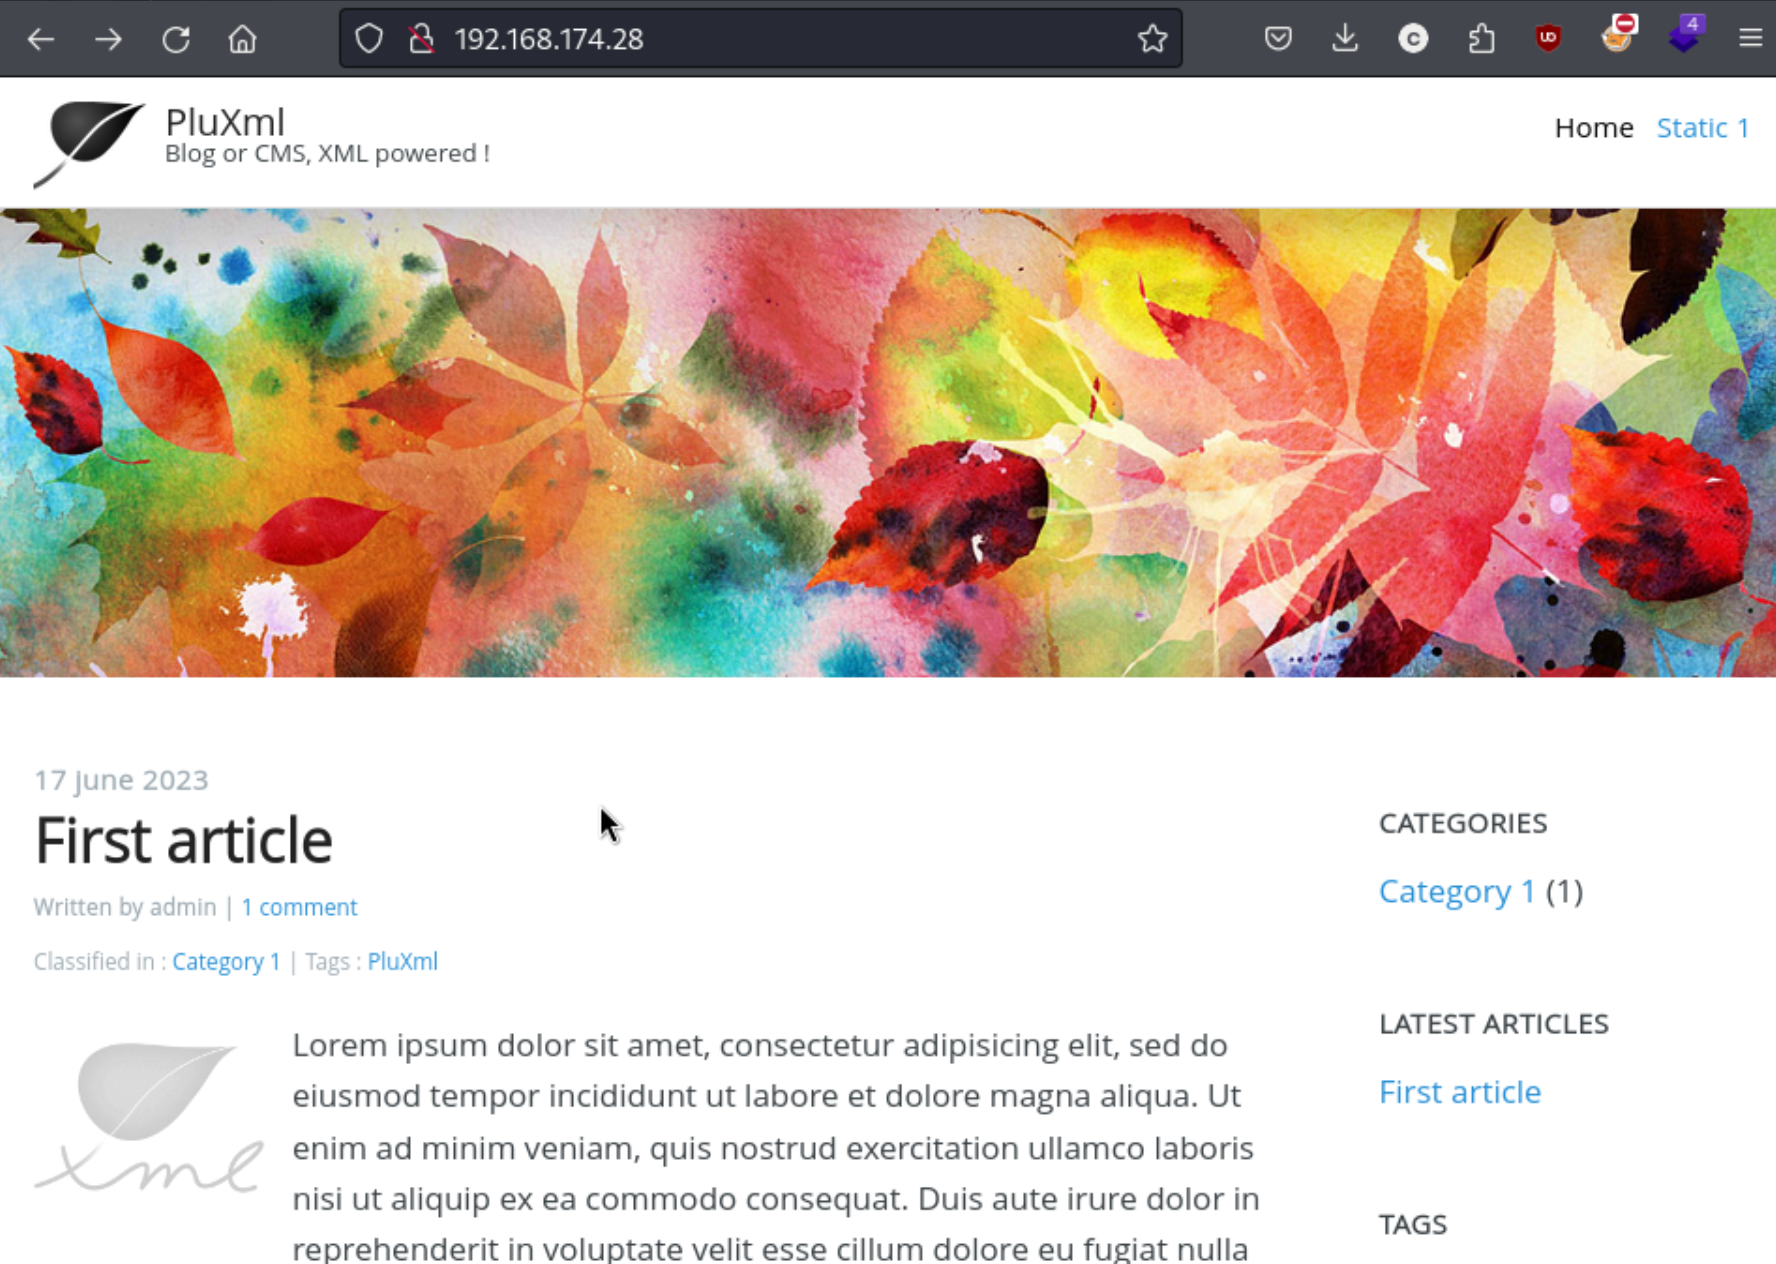 192.168.174.28
4
PluXml
Blog or CMS, XML powered !
Home Static 1
17 June 2023
First article
Written by admin | 1 comment
Classified in : Category 1 | Tags : PluXml
xml
Lorem ipsum dolor sit amet, consectetur adipisicing elit, sed do
eiusmod tempor incididunt ut labore et dolore magna aliqua. Ut
enim ad minim veniam, quis nostrud exercitation ullamco laboris
nisi ut aliquip ex ea commodo consequat. Duis aute irure dolor in
reprehenderit in voluptate velit esse cillum dolore eu fugiat nulla
CATEGORIES
Category 1 (1)
LATEST ARTICLES
First article
TAGS